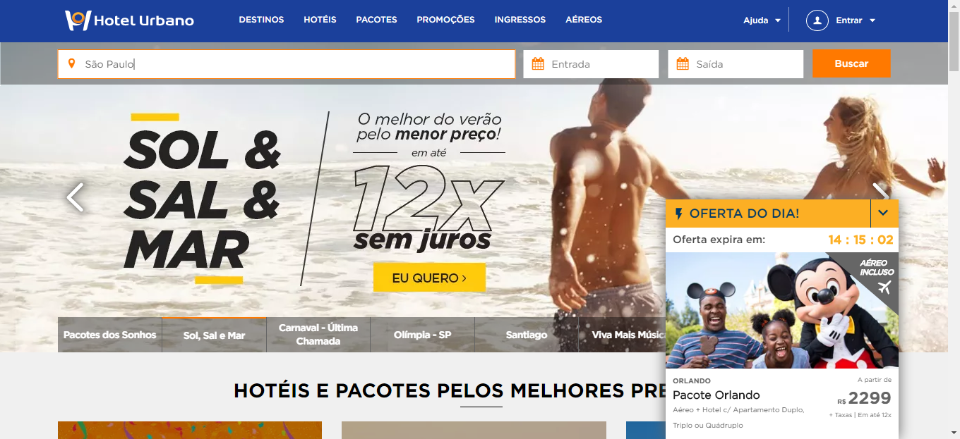 Hotel Urbano
DESTINOS HOTÉIS PACOTES PROMOÇÕES INGRESSOS AÉREOS
Ajuda
Entrar
São Paulo
Entrada
Saída
Buscar
SOL &
SAL &
MAR
O melhor do verão
pelo menor preço!
em até
12x
sem juros
EU QUERO >
OFERTA DO DIA!
Oferta expira em: 14 : 15 : 02
AÉREO
INCLUSO
ORLANDO
Pacote Orlando
Aéreo + Hotel c/ Apartamento Duplo,
Triplo ou Quádruplo
A partir de
R$ 2299
+ Taxas | Em até 12x
Pacotes dos Sonhos
Sol, Sal e Mar
Carnaval - Última
Chamada
Olímpia - SP
Santiago
Viva Mais Músic
HOTÉIS E PACOTES PELOS MELHORES PRE